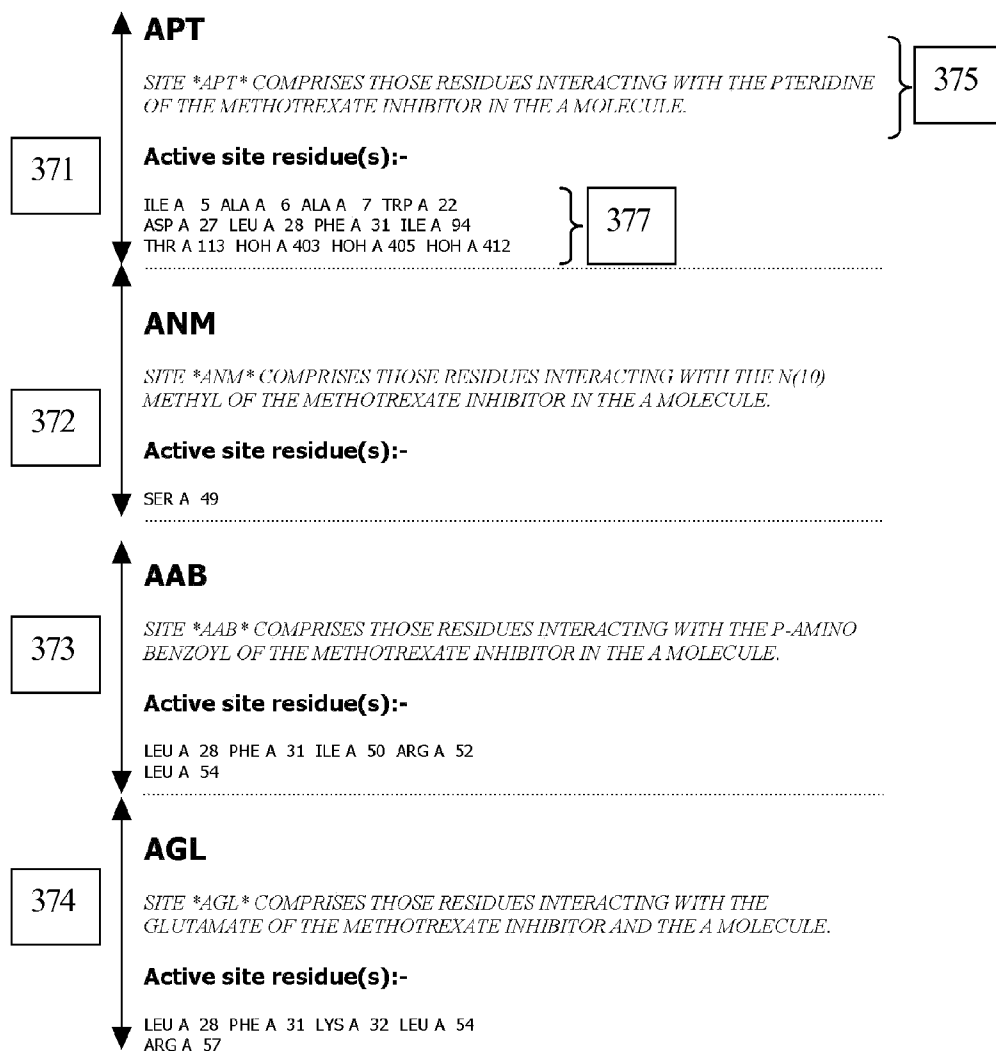 APT
SITE *APT* COMPRISES THOSE RESIDUES INTERACTING WITH THE PTERIDINE
OF THE METHOTREXATE INHIBITOR IN THE A MOLECULE.
375
371
Active site residue(s):-
ILE A 5 ALA A 6 ALA A 7 TRP A 22
ASP A 27 LEU A 28 PHE A 31 ILE A 94
THR A 113 HOH A 403 HOH A 405 HOH A 412
377
ANM
SITE *ANM* COMPRISES THOSE RESIDUES INTERACTING WITH THE N(10)
METHYL OF THE METHOTREXATE INHIBITOR IN THE A MOLECULE.
372
Active site residue(s):-
SER A 49
AAB
SITE *AAB* COMPRISES THOSE RESIDUES INTERACTING WITH THE P-AMINO
BENZOYL OF THE METHOTREXATE INHIBITOR IN THE A MOLECULE.
373
Active site residue(s):-
LEU A 28 PHE A 31 ILE A 50 ARG A 52
LEU A 54
AGL
SITE *AGL* COMPRISES THOSE RESIDUES INTERACTING WITH THE
GLUTAMATE OF THE METHOTREXATE INHIBITOR AND THE A MOLECULE.
374
Active site residue(s):-
LEU A 28 PHE A 31 LYS A 32 LEU A 54
ARG A 57